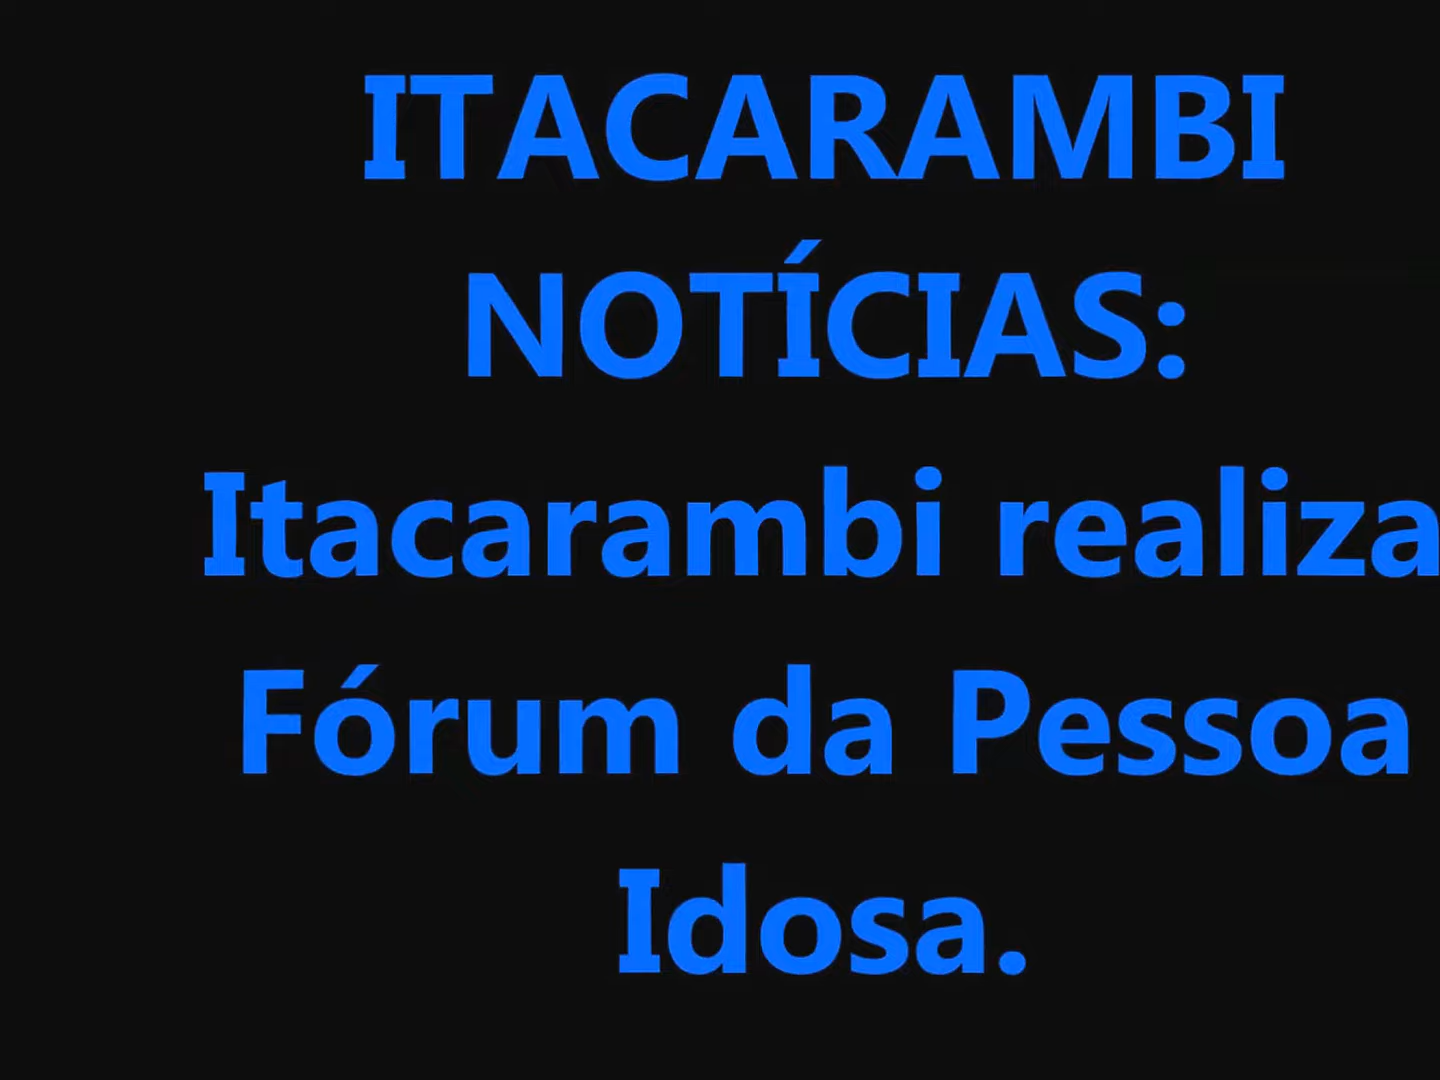 ITACARAMBI
NOTÍCIAS:
Itacarambi realiza
Fórum da Pessoa
Idosa.